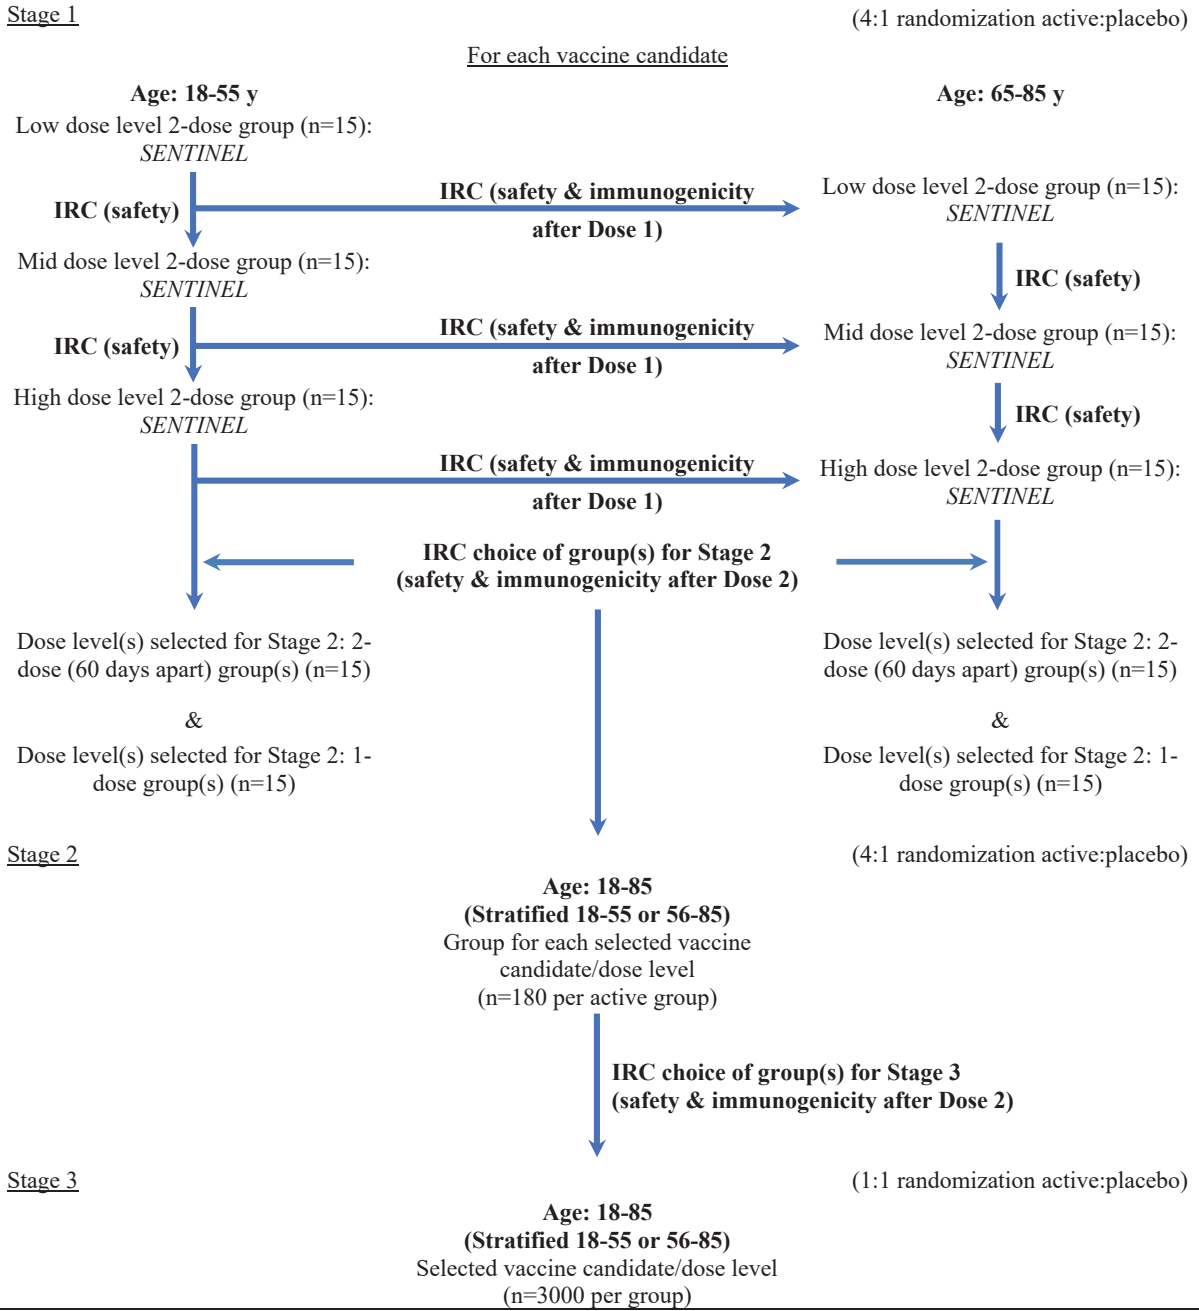 Stage 1
(4:1 randomization active:placebo)
For each vaccine candidate
Age: 18-55 y
Age: 65-85 y
Low dose level 2-dose group (n=15):
SENTINEL
IRC (safety)
IRC (safety & immunogenicity
after Dose 1)
Low dose level 2-dose group (n=15):
SENTINEL
Mid dose level 2-dose group (n=15):
SENTINEL
IRC (safety)
IRC (safety)
IRC (safety & immunogenicity
after Dose 1)
Mid dose level 2-dose group (n=15):
SENTINEL
High dose level 2-dose group (n=15):
SENTINEL
IRC (safety)
IRC (safety & immunogenicity
after Dose 1)
High dose level 2-dose group (n=15):
SENTINEL
IRC choice of group(s) for Stage 2
(safety & immunogenicity after Dose 2)
Dose level(s) selected for Stage 2: 2-
dose (60 days apart) group(s) (n=15)
&
Dose level(s) selected for Stage 2: 1-
dose group(s) (n=15)
Dose level(s) selected for Stage 2: 2-
dose (60 days apart) group(s) (n=15)
&
Dose level(s) selected for Stage 2: 1-
dose group(s) (n=15)
Stage 2
(4:1 randomization active:placebo)
Age: 18-85
(Stratified 18-55 or 56-85)
Group for each selected vaccine
candidate/dose level
(n=180 per active group)
IRC choice of group(s) for Stage 3
(safety & immunogenicity after Dose 2)
Stage 3
(1:1 randomization active:placebo)
Age: 18-85
(Stratified 18-55 or 56-85)
Selected vaccine candidate/dose level
(n=3000 per group)